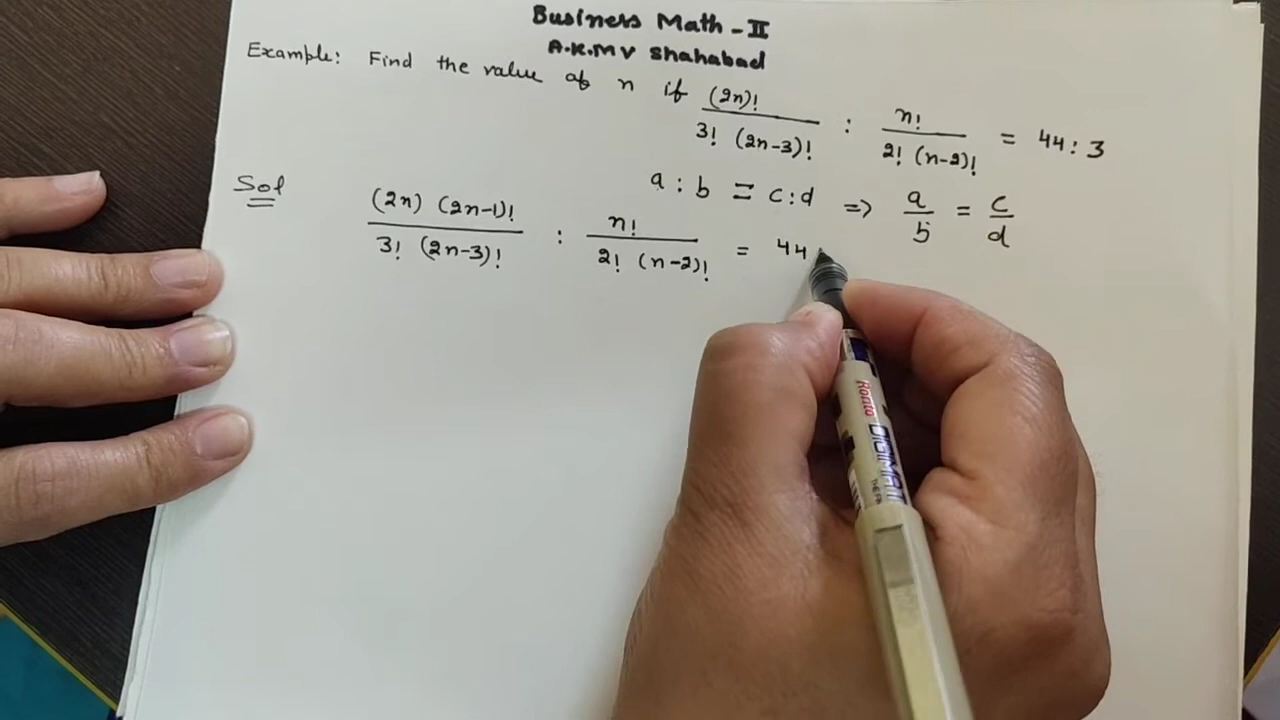 Business Math - II
A.K.M V Shahabad
Example: Find the value of n if (2n)! / 3! (2n-3)! : n! / 2! (n-2)! = 44 : 3
a : b = c : d => a/b = c/d
Sol
(2n) (2n-1)! / 3! (2n-3)! : n! / 2! (n-2)! = 44
Rorito